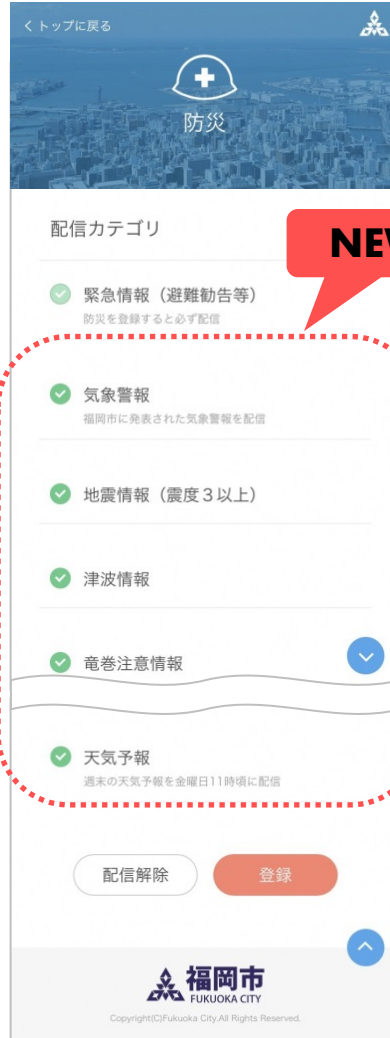 トップに戻る
防災
配信カテゴリ
NEW
緊急情報（避難勧告等）
防災を登録すると必ず配信
気象警報
福岡市に発表された気象警報を配信
地震情報（震度３以上）
津波情報
竜巻注意情報
天気予報
週末の天気予報を金曜日11時頃に配信
配信解除
登録
福岡市
FUKUOKA CITY
Copyright(C)Fukuoka City.All Rights Reserved.